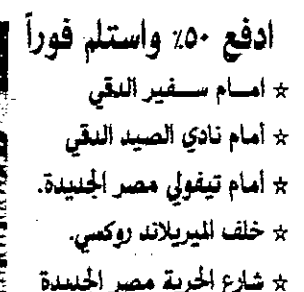 ادفع ٥٠٪ واستلم فوراً
☆ امام سفير الدقي
☆ أمام نادي الصيد الدقي
☆ أمام تيفولي مصر الجديدة.
☆ خلف الميريلاند روكسي.
☆ شارع الحرية مصر الجديدة